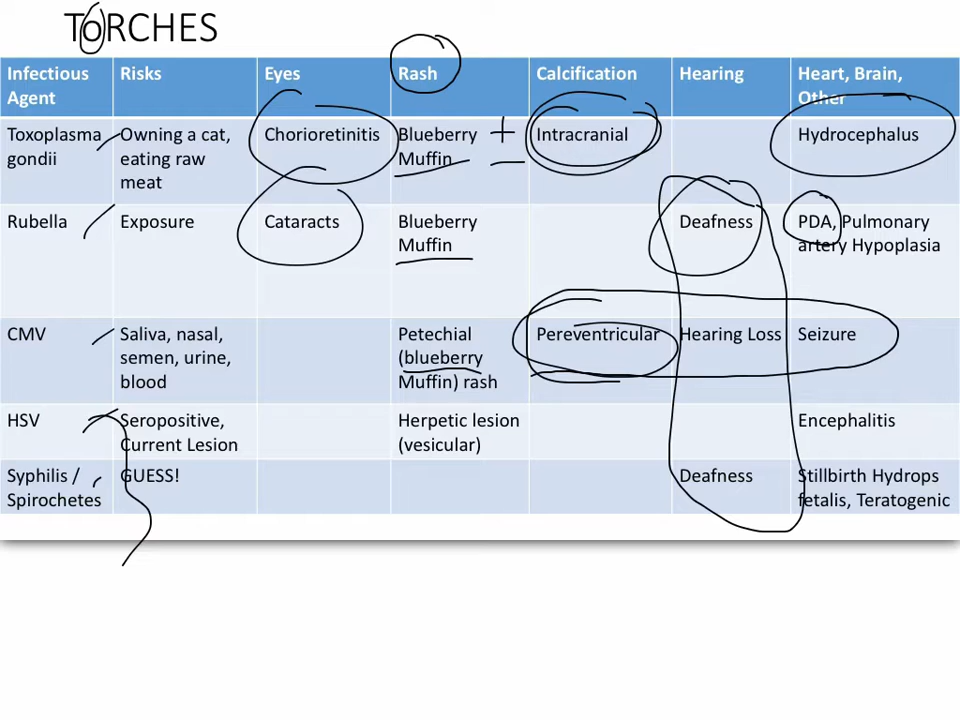 TORCHES
Infectious Agent Risks Eyes Rash Calcification Hearing Heart, Brain, Other
Toxoplasma gondii Owning a cat, eating raw meat Chorioretinitis Blueberry Muffin + Intracranial Hydrocephalus
Rubella Exposure Cataracts Blueberry Muffin Deafness PDA, Pulmonary artery Hypoplasia
CMV Saliva, nasal, semen, urine, blood Petechial (blueberry Muffin) rash Pereventricular Hearing Loss Seizure
HSV Seropositive, Current Lesion Herpetic lesion (vesicular) Encephalitis
Syphilis / Spirochetes GUESS! Deafness Stillbirth Hydrops fetalis, Teratogenic